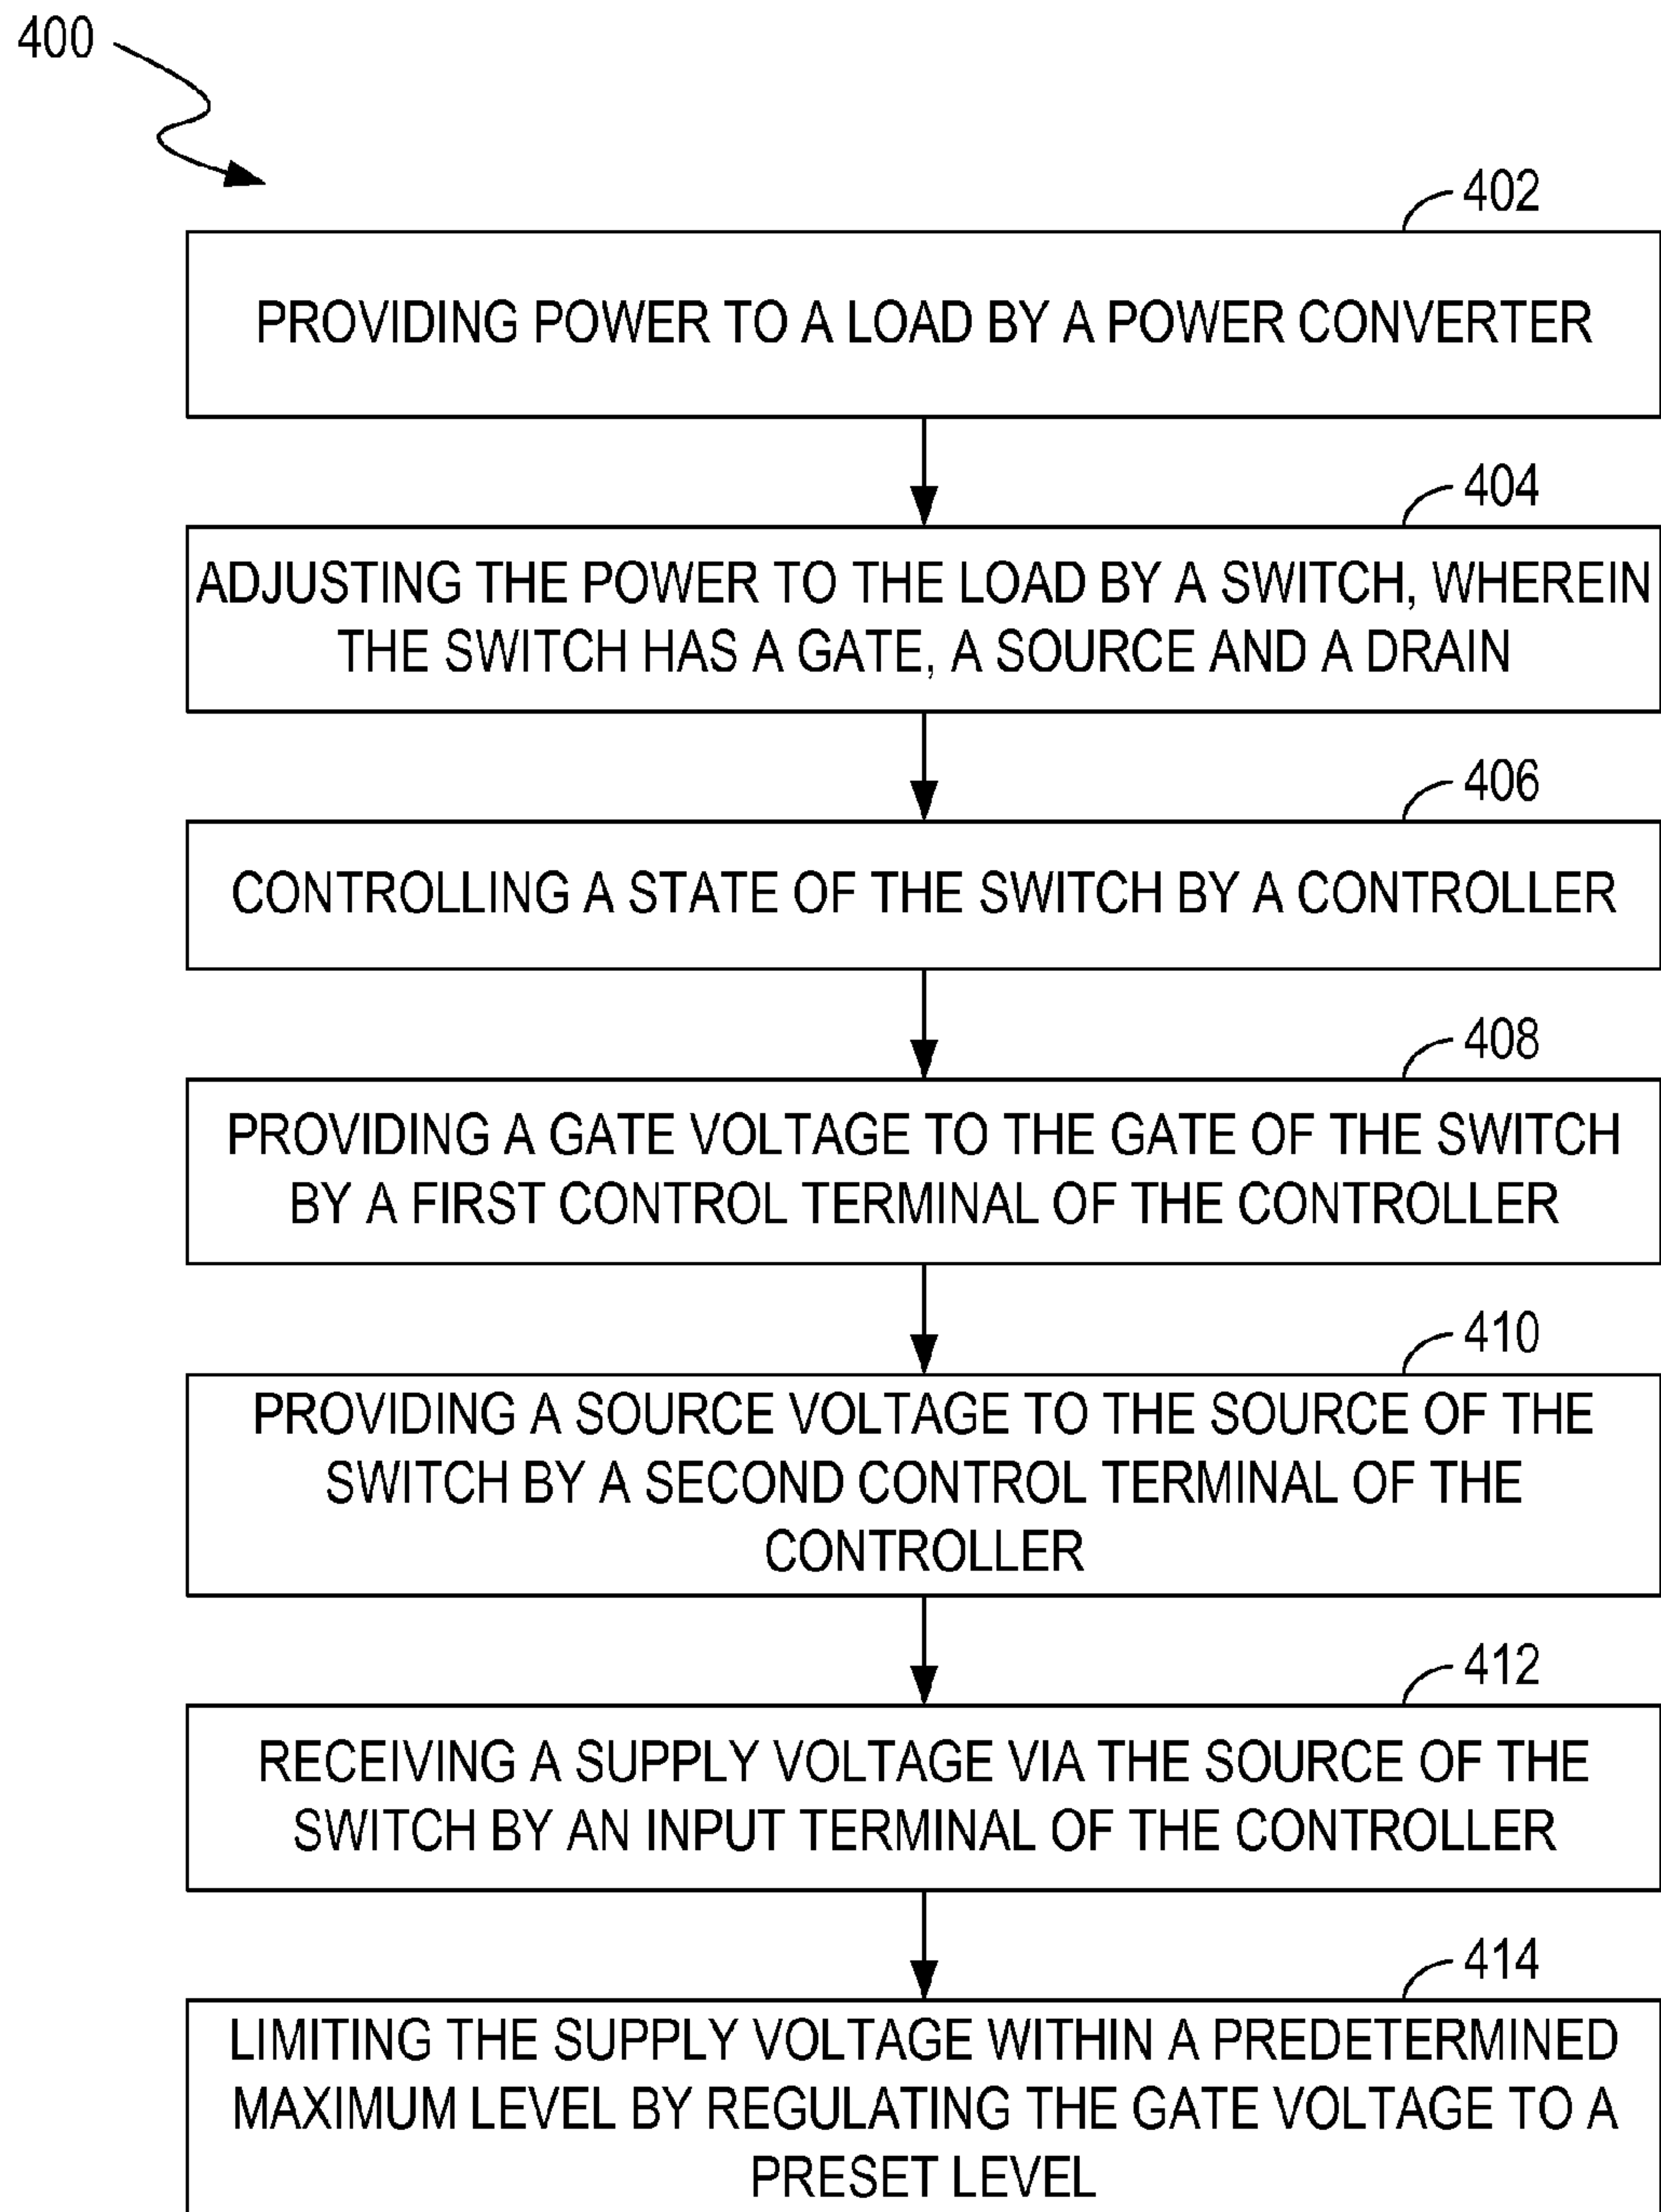 400
402
PROVIDING POWER TO A LOAD BY A POWER CONVERTER
404
ADJUSTING THE POWER TO THE LOAD BY A SWITCH, WHEREIN
THE SWITCH HAS A GATE, A SOURCE AND A DRAIN
406
CONTROLLING A STATE OF THE SWITCH BY A CONTROLLER
408
PROVIDING A GATE VOLTAGE TO THE GATE OF THE SWITCH
BY A FIRST CONTROL TERMINAL OF THE CONTROLLER
410
PROVIDING A SOURCE VOLTAGE TO THE SOURCE OF THE
SWITCH BY A SECOND CONTROL TERMINAL OF THE
CONTROLLER
412
RECEIVING A SUPPLY VOLTAGE VIA THE SOURCE OF THE
SWITCH BY AN INPUT TERMINAL OF THE CONTROLLER
414
LIMITING THE SUPPLY VOLTAGE WITHIN A PREDETERMINED
MAXIMUM LEVEL BY REGULATING THE GATE VOLTAGE TO A
PRESET LEVEL